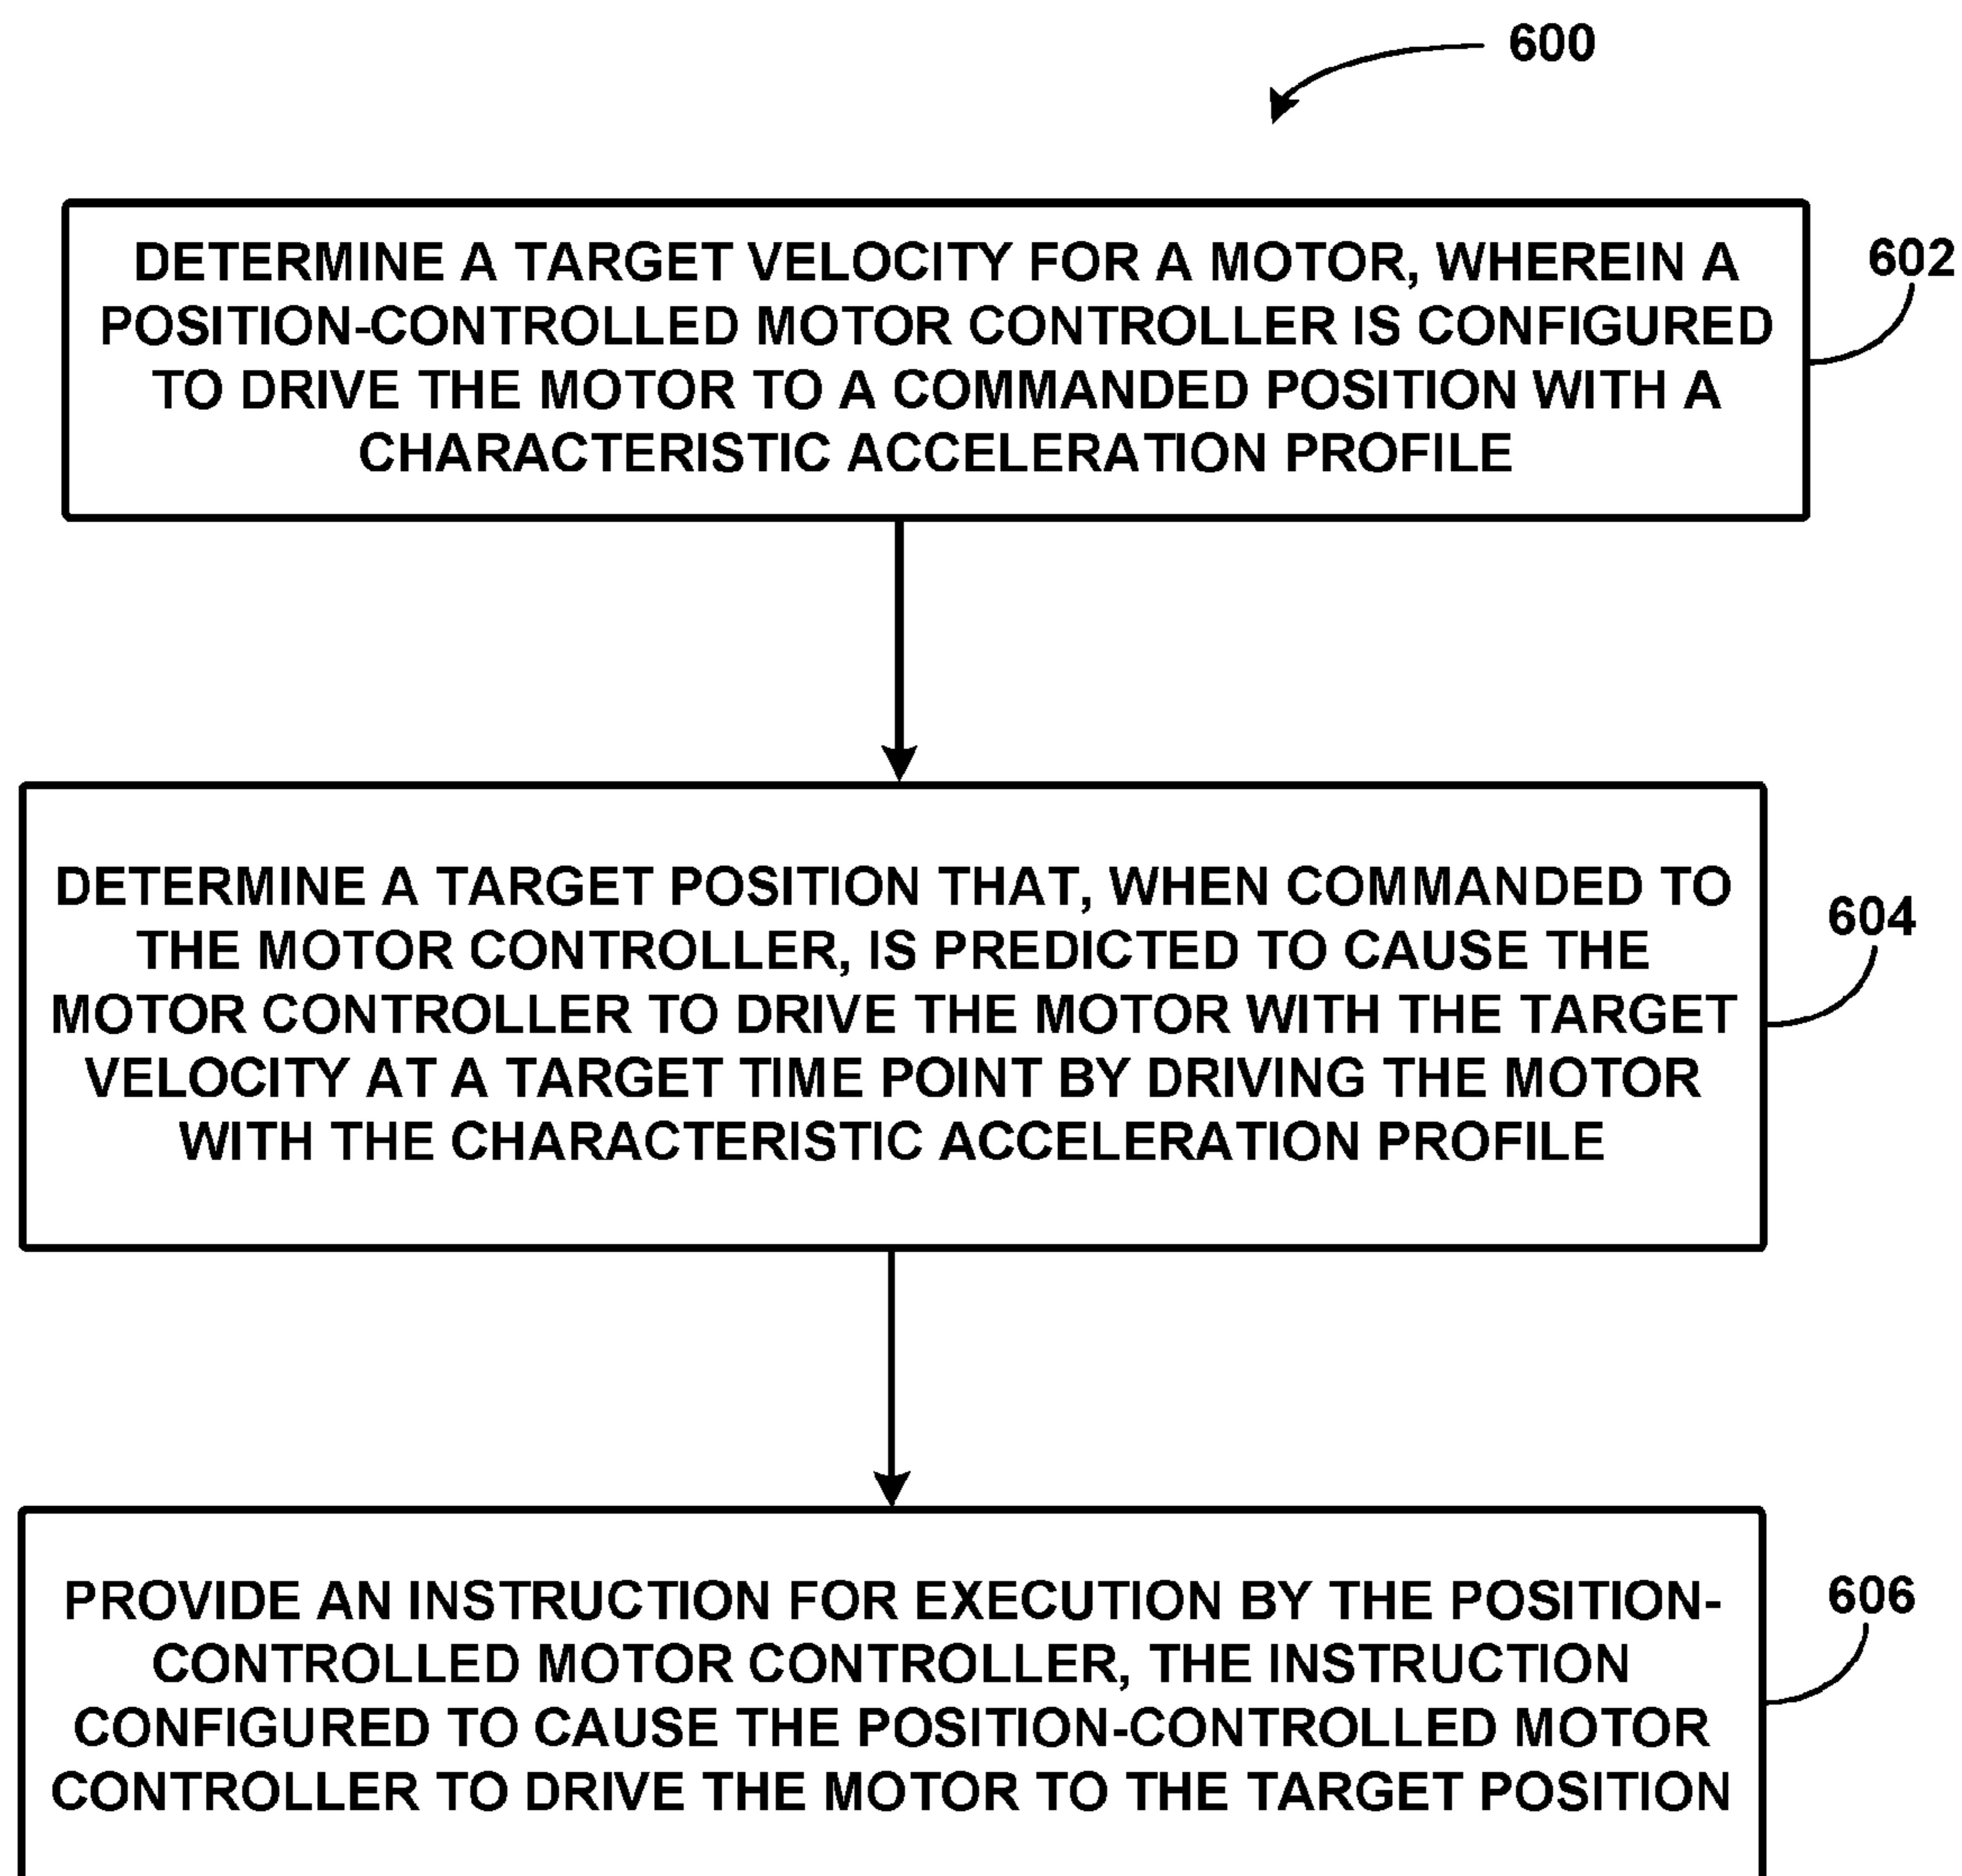 600
DETERMINE A TARGET VELOCITY FOR A MOTOR, WHEREIN A
POSITION-CONTROLLED MOTOR CONTROLLER IS CONFIGURED
TO DRIVE THE MOTOR TO A COMMANDED POSITION WITH A
CHARACTERISTIC ACCELERATION PROFILE
602
DETERMINE A TARGET POSITION THAT, WHEN COMMANDED TO
THE MOTOR CONTROLLER, IS PREDICTED TO CAUSE THE
MOTOR CONTROLLER TO DRIVE THE MOTOR WITH THE TARGET
VELOCITY AT A TARGET TIME POINT BY DRIVING THE MOTOR
WITH THE CHARACTERISTIC ACCELERATION PROFILE
604
PROVIDE AN INSTRUCTION FOR EXECUTION BY THE POSITION-
CONTROLLED MOTOR CONTROLLER, THE INSTRUCTION
CONFIGURED TO CAUSE THE POSITION-CONTROLLED MOTOR
CONTROLLER TO DRIVE THE MOTOR TO THE TARGET POSITION
606